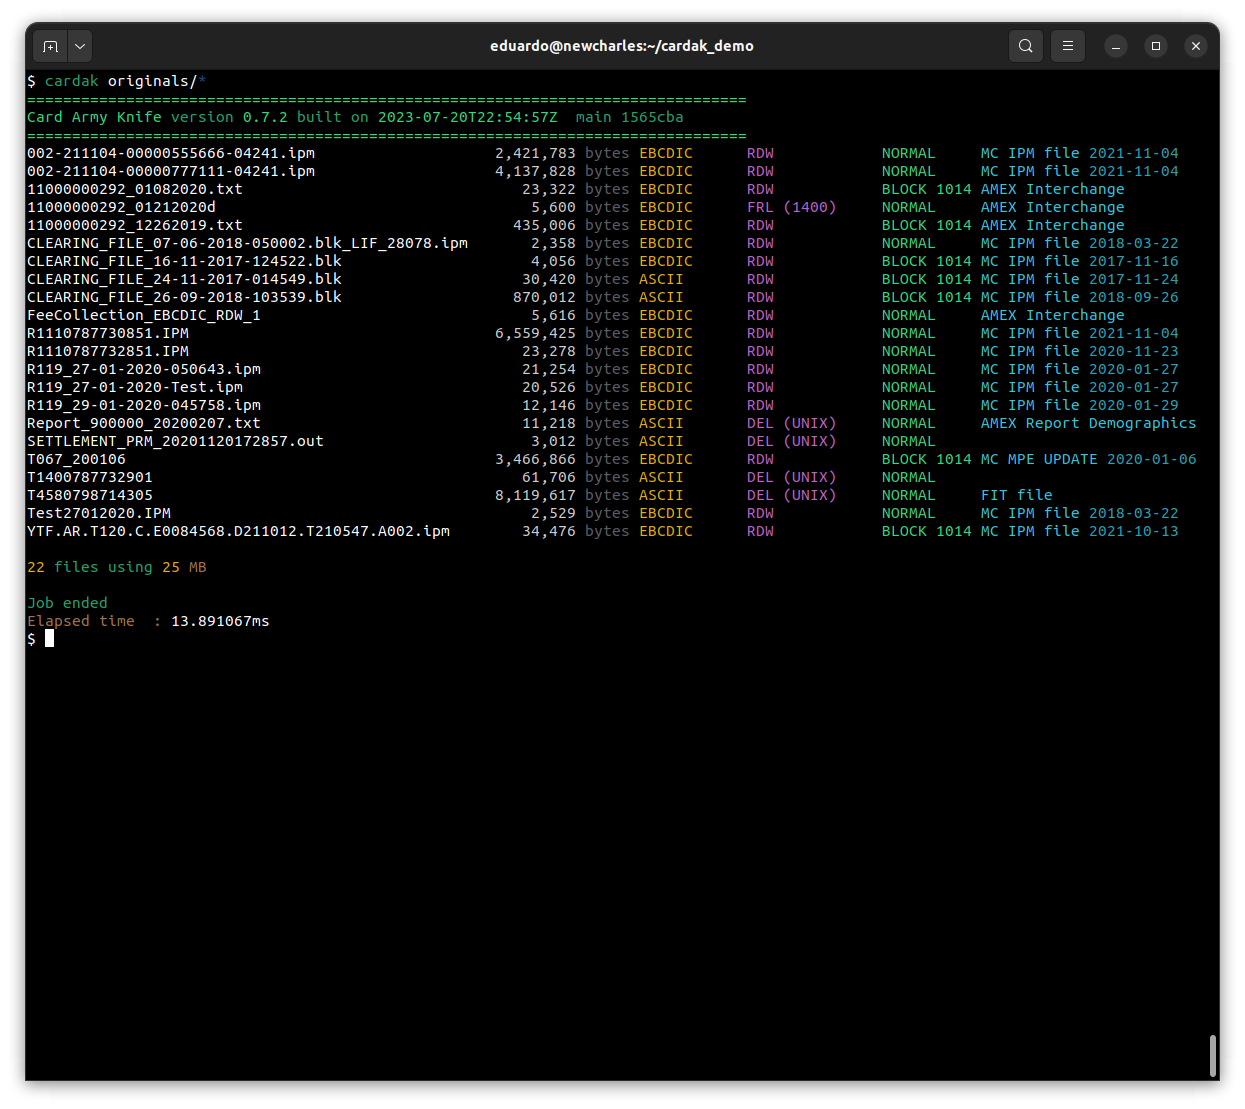 eduardo@newcharles:~/cardak_demo
$ cardak originals/*
================================================================================
Card Army Knife version 0.7.2 built on 2023-07-20T22:54:57Z  main 1565cba
================================================================================
002-211104-00000555666-04241.ipm                    2,421,783 bytes EBCDIC      RDW            NORMAL     MC IPM file 2021-11-04
002-211104-00000777111-04241.ipm                    4,137,828 bytes EBCDIC      RDW            NORMAL     MC IPM file 2021-11-04
11000000292_01082020.txt                               23,322 bytes EBCDIC      RDW            BLOCK 1014 AMEX Interchange
11000000292_01212020d                                   5,600 bytes EBCDIC      FRL (1400)     NORMAL     AMEX Interchange
11000000292_12262019.txt                              435,006 bytes EBCDIC      RDW            BLOCK 1014 AMEX Interchange
CLEARING_FILE_07-06-2018-050002.blk_LIF_28078.ipm       2,358 bytes EBCDIC      RDW            NORMAL     MC IPM file 2018-03-22
CLEARING_FILE_16-11-2017-124522.blk                     4,056 bytes EBCDIC      RDW            BLOCK 1014 MC IPM file 2017-11-16
CLEARING_FILE_24-11-2017-014549.blk                    30,420 bytes ASCII       RDW            BLOCK 1014 MC IPM file 2017-11-24
CLEARING_FILE_26-09-2018-103539.blk                   870,012 bytes ASCII       RDW            BLOCK 1014 MC IPM file 2018-09-26
FeeCollection_EBCDIC_RDW_1                              5,616 bytes EBCDIC      RDW            NORMAL     AMEX Interchange
R1110787730851.IPM                                  6,559,425 bytes EBCDIC      RDW            NORMAL     MC IPM file 2021-11-04
R1110787732851.IPM                                     23,278 bytes EBCDIC      RDW            NORMAL     MC IPM file 2020-11-23
R119_27-01-2020-050643.ipm                             21,254 bytes EBCDIC      RDW            NORMAL     MC IPM file 2020-01-27
R119_27-01-2020-Test.ipm                               20,526 bytes EBCDIC      RDW            NORMAL     MC IPM file 2020-01-27
R119_29-01-2020-045758.ipm                             12,146 bytes EBCDIC      RDW            NORMAL     MC IPM file 2020-01-29
Report_900000_20200207.txt                             11,218 bytes ASCII       DEL (UNIX)     NORMAL     AMEX Report Demographics
SETTLEMENT_PRM_20201120172857.out                       3,012 bytes ASCII       DEL (UNIX)     NORMAL
T067_200106                                         3,466,866 bytes EBCDIC      RDW            BLOCK 1014 MC MPE UPDATE 2020-01-06
T1400787732901                                         61,706 bytes ASCII       DEL (UNIX)     NORMAL
T4580798714305                                      8,119,617 bytes ASCII       DEL (UNIX)     NORMAL     FIT file
Test27012020.IPM                                        2,529 bytes EBCDIC      RDW            NORMAL     MC IPM file 2018-03-22
YTF.AR.T120.C.E0084568.D211012.T210547.A002.ipm        34,476 bytes EBCDIC      RDW            BLOCK 1014 MC IPM file 2021-10-13
22 files using 25 MB
Job ended
Elapsed time  : 13.891067ms
$